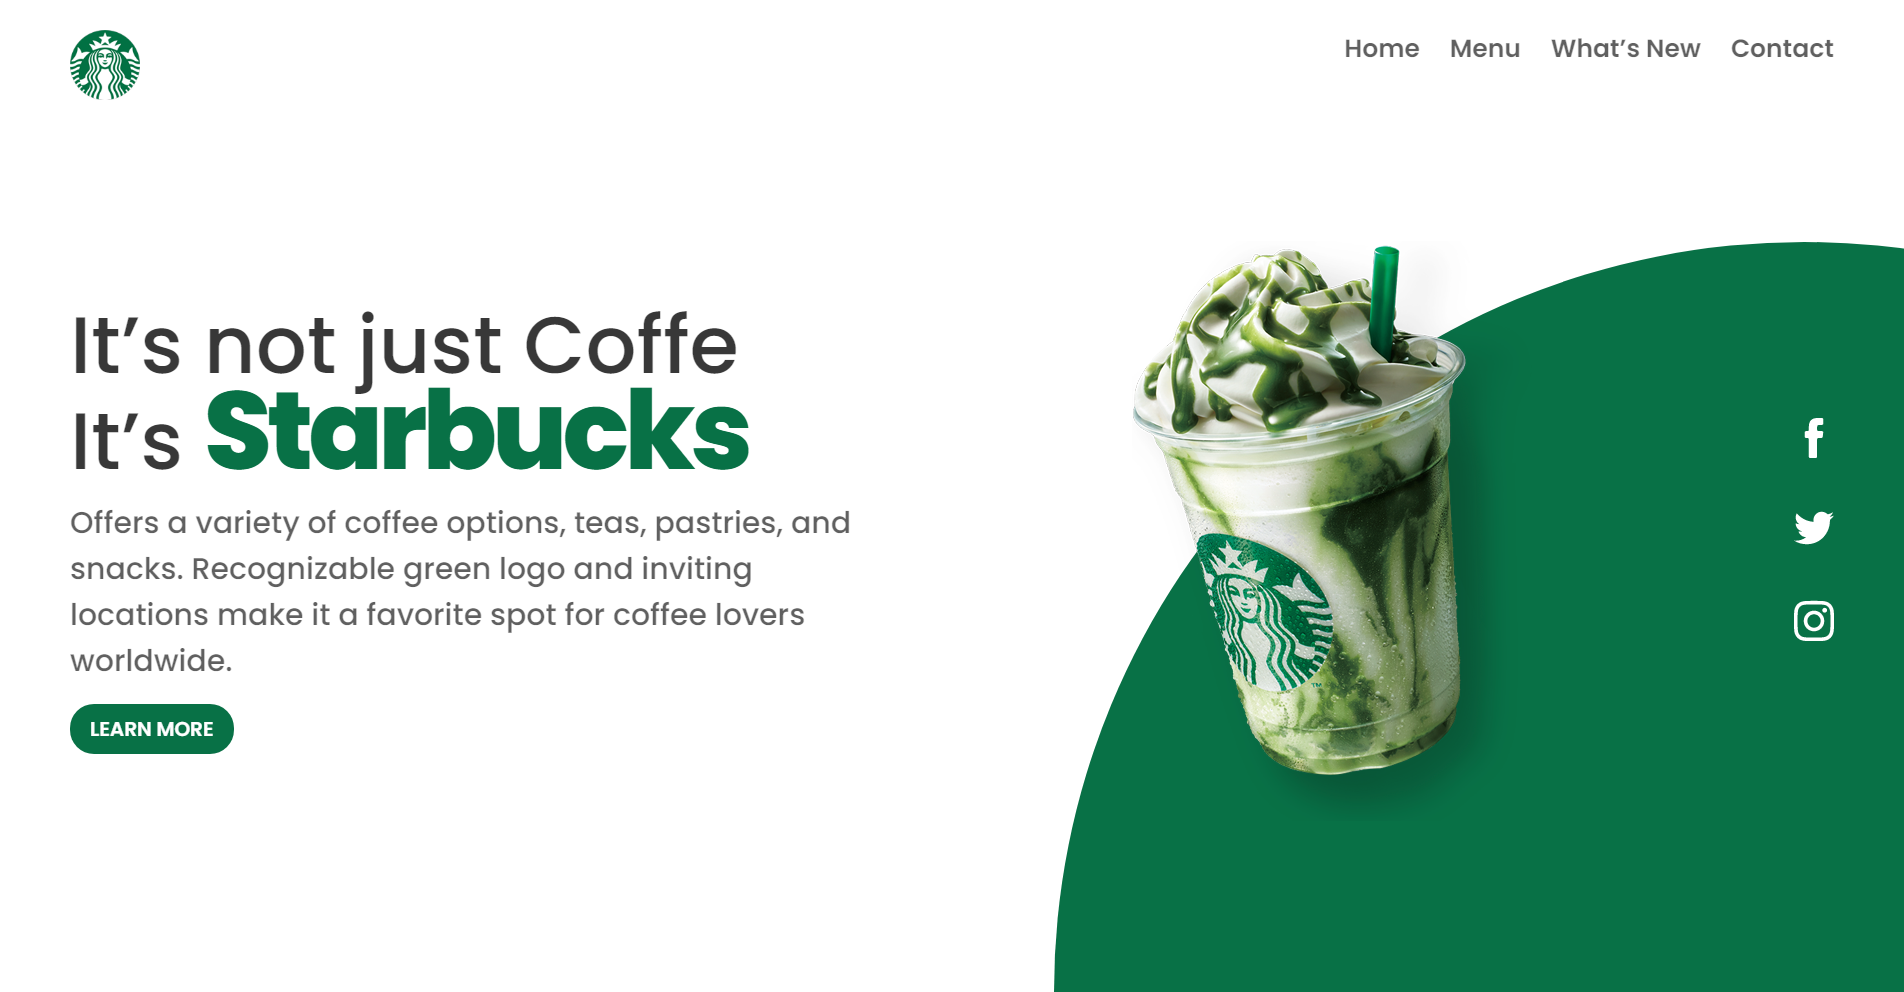 Home Menu What’s New Contact
It’s not just Coffe
It’s Starbucks
Offers a variety of coffee options, teas, pastries, and
snacks. Recognizable green logo and inviting
locations make it a favorite spot for coffee lovers
worldwide.
LEARN MORE
TM